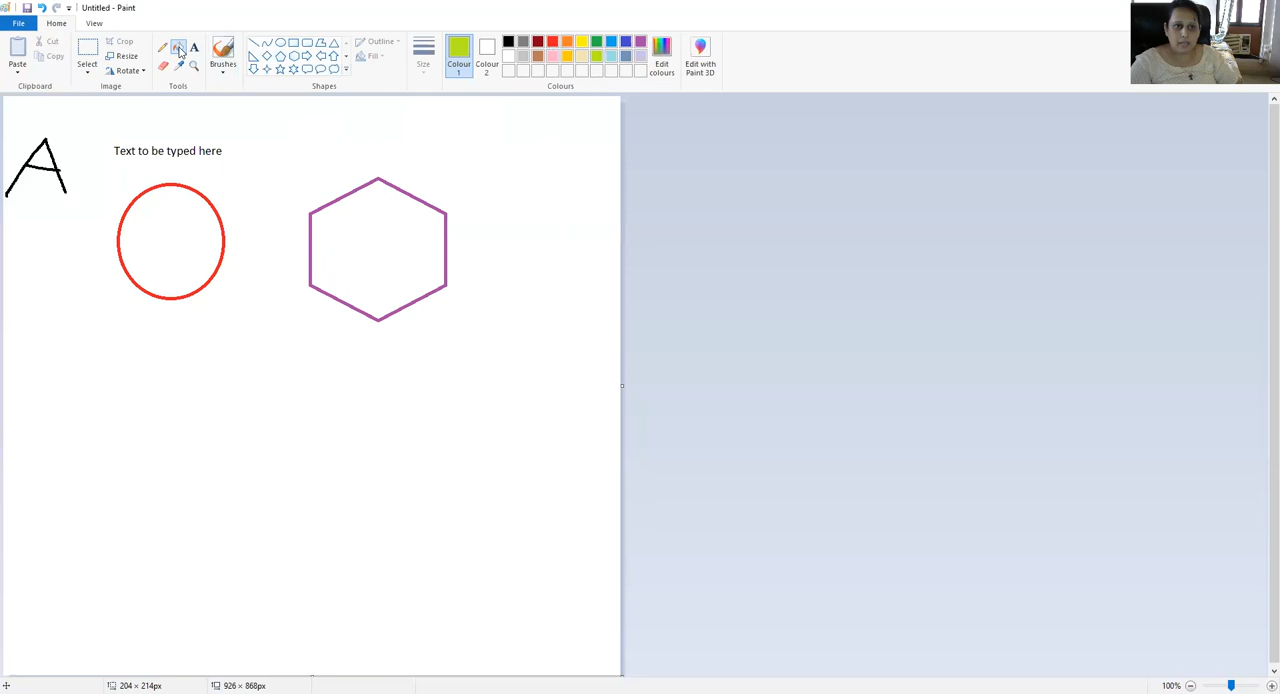 Untitled - Paint
File Home View
Cut Crop A Outline Edit colours Edit with Paint 3D
Copy Resize Fill
Paste Select Rotate Brushes Size Colour 1 Colour 2
Clipboard Image Tools Shapes Colours
A
Text to be typed here
204 × 214px 926 × 868px 100%